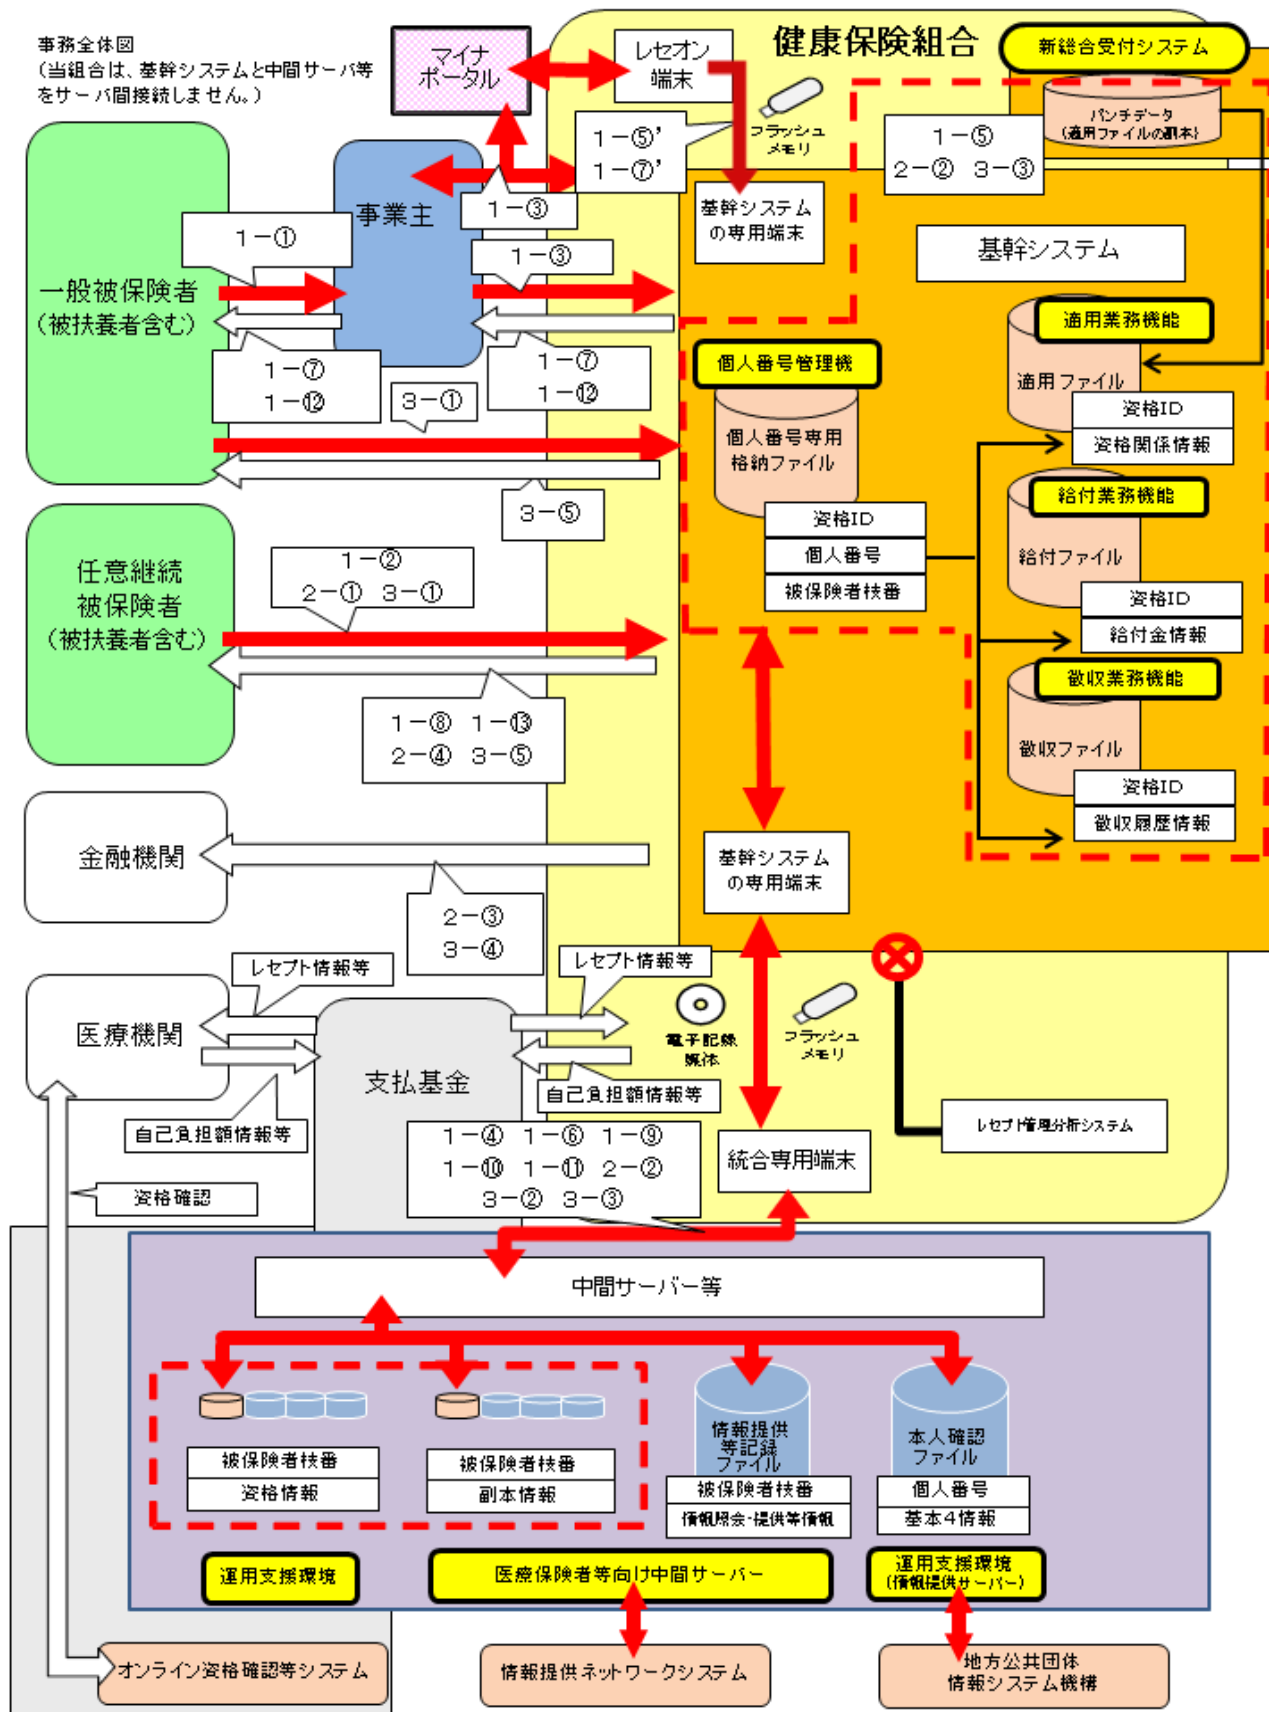 事務全体図
(当組合は、基幹システムと中間サーバ等
をサーバ間接続しません。)
マイナ
ポータル
レセオン
端末
健康保険組合
新総合受付システム
パンチデータ
(適用ファイルの副本)
フラッシュ
メモリ
1-⑤’
1-⑦’
1-⑤
2-② 3-③
事業主
1-③
基幹システム
の専用端末
基幹システム
1-①
1-③
一般被保険者
(被扶養者含む)
適用業務機能
適用ファイル
資格ID
資格関係情報
個人番号管理機
個人番号専用
格納ファイル
1-⑦
1-⑫
1-⑦
1-⑫
3-①
給付業務機能
給付ファイル
資格ID
給付金情報
3-⑤
資格ID
個人番号
被保険者枝番
任意継続
被保険者
(被扶養者含む)
1-②
2-① 3-①
徴収業務機能
徴収ファイル
資格ID
徴収履歴情報
1-⑧ 1-⑬
2-④ 3-⑤
金融機関
基幹システム
の専用端末
2-③
3-④
レセプト情報等
レセプト情報等
医療機関
電子記録
媒体
フラッシュ
メモリ
支払基金
自己負担額情報等
自己負担額情報等
レセプト管理分析システム
1-④ 1-⑥ 1-⑨
1-⑩ 1-⑪ 2-②
3-② 3-③
統合専用端末
資格確認
中間サーバー等
被保険者枝番
資格情報
被保険者枝番
副本情報
情報提供
等記録
ファイル
被保険者枝番
情報照会・提供等情報
本人確認
ファイル
個人番号
基本4情報
運用支援環境
医療保険者等向け中間サーバー
運用支援環境
(情報提供サーバー)
オンライン資格確認等システム
情報提供ネットワークシステム
地方公共団体
情報システム機構